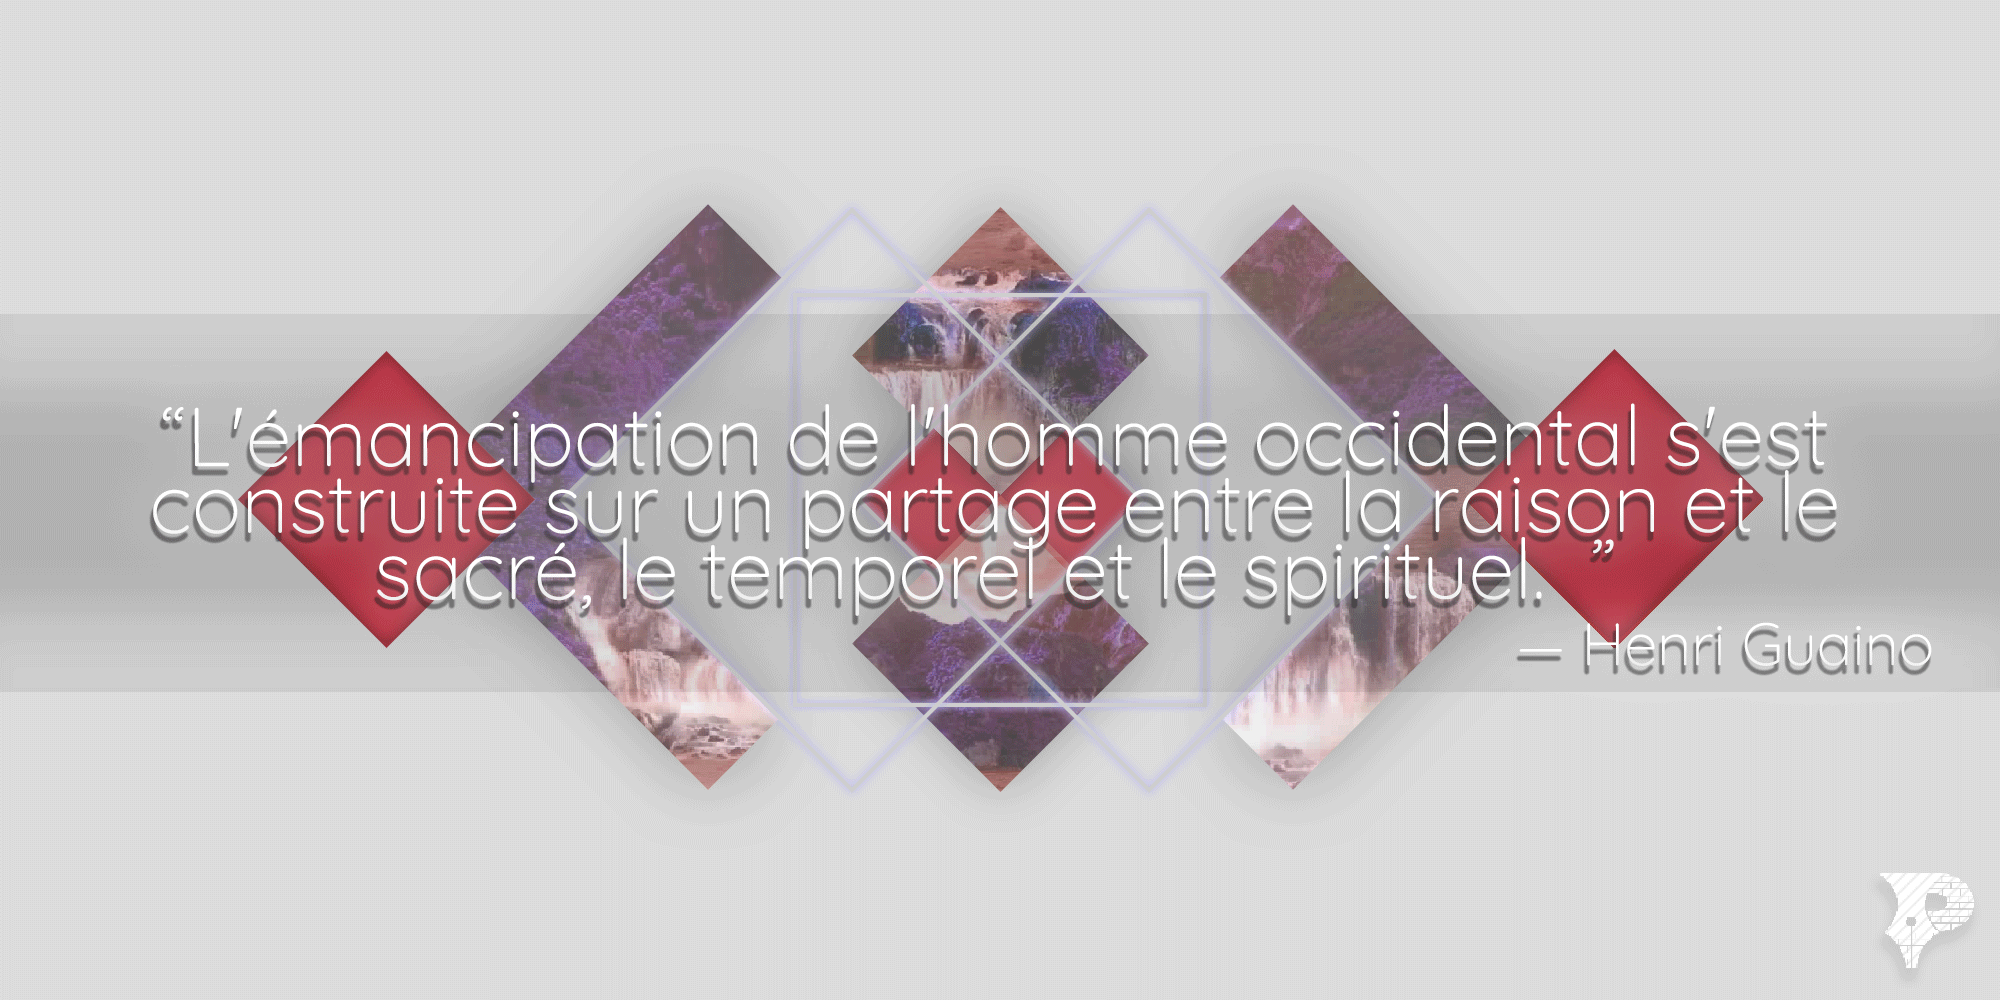 “L'émancipation de l'homme occidental s'est
construite sur un partage entre la raison et le
sacré, le temporel et le spirituel. ”
— Henri Guaino